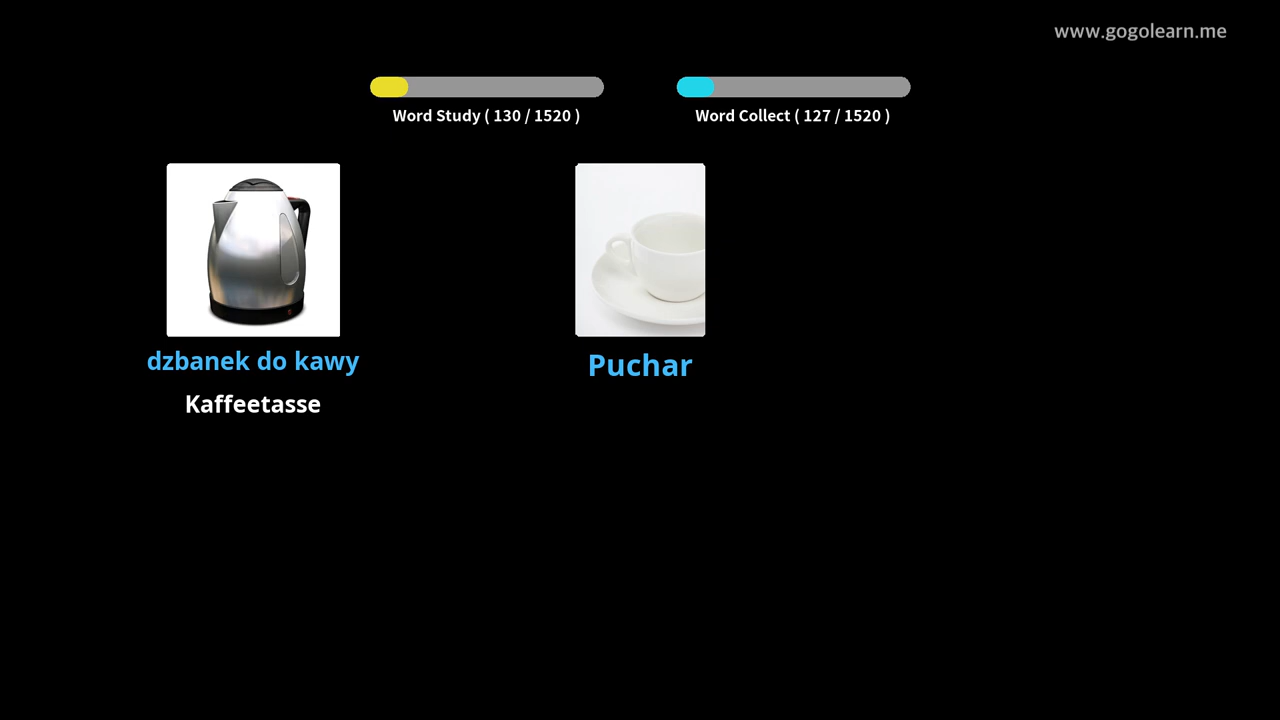 www.gogolearn.me
Word Study ( 130 / 1520 )
Word Collect ( 127 / 1520 )
dzbanek do kawy
Kaffeetasse
Puchar